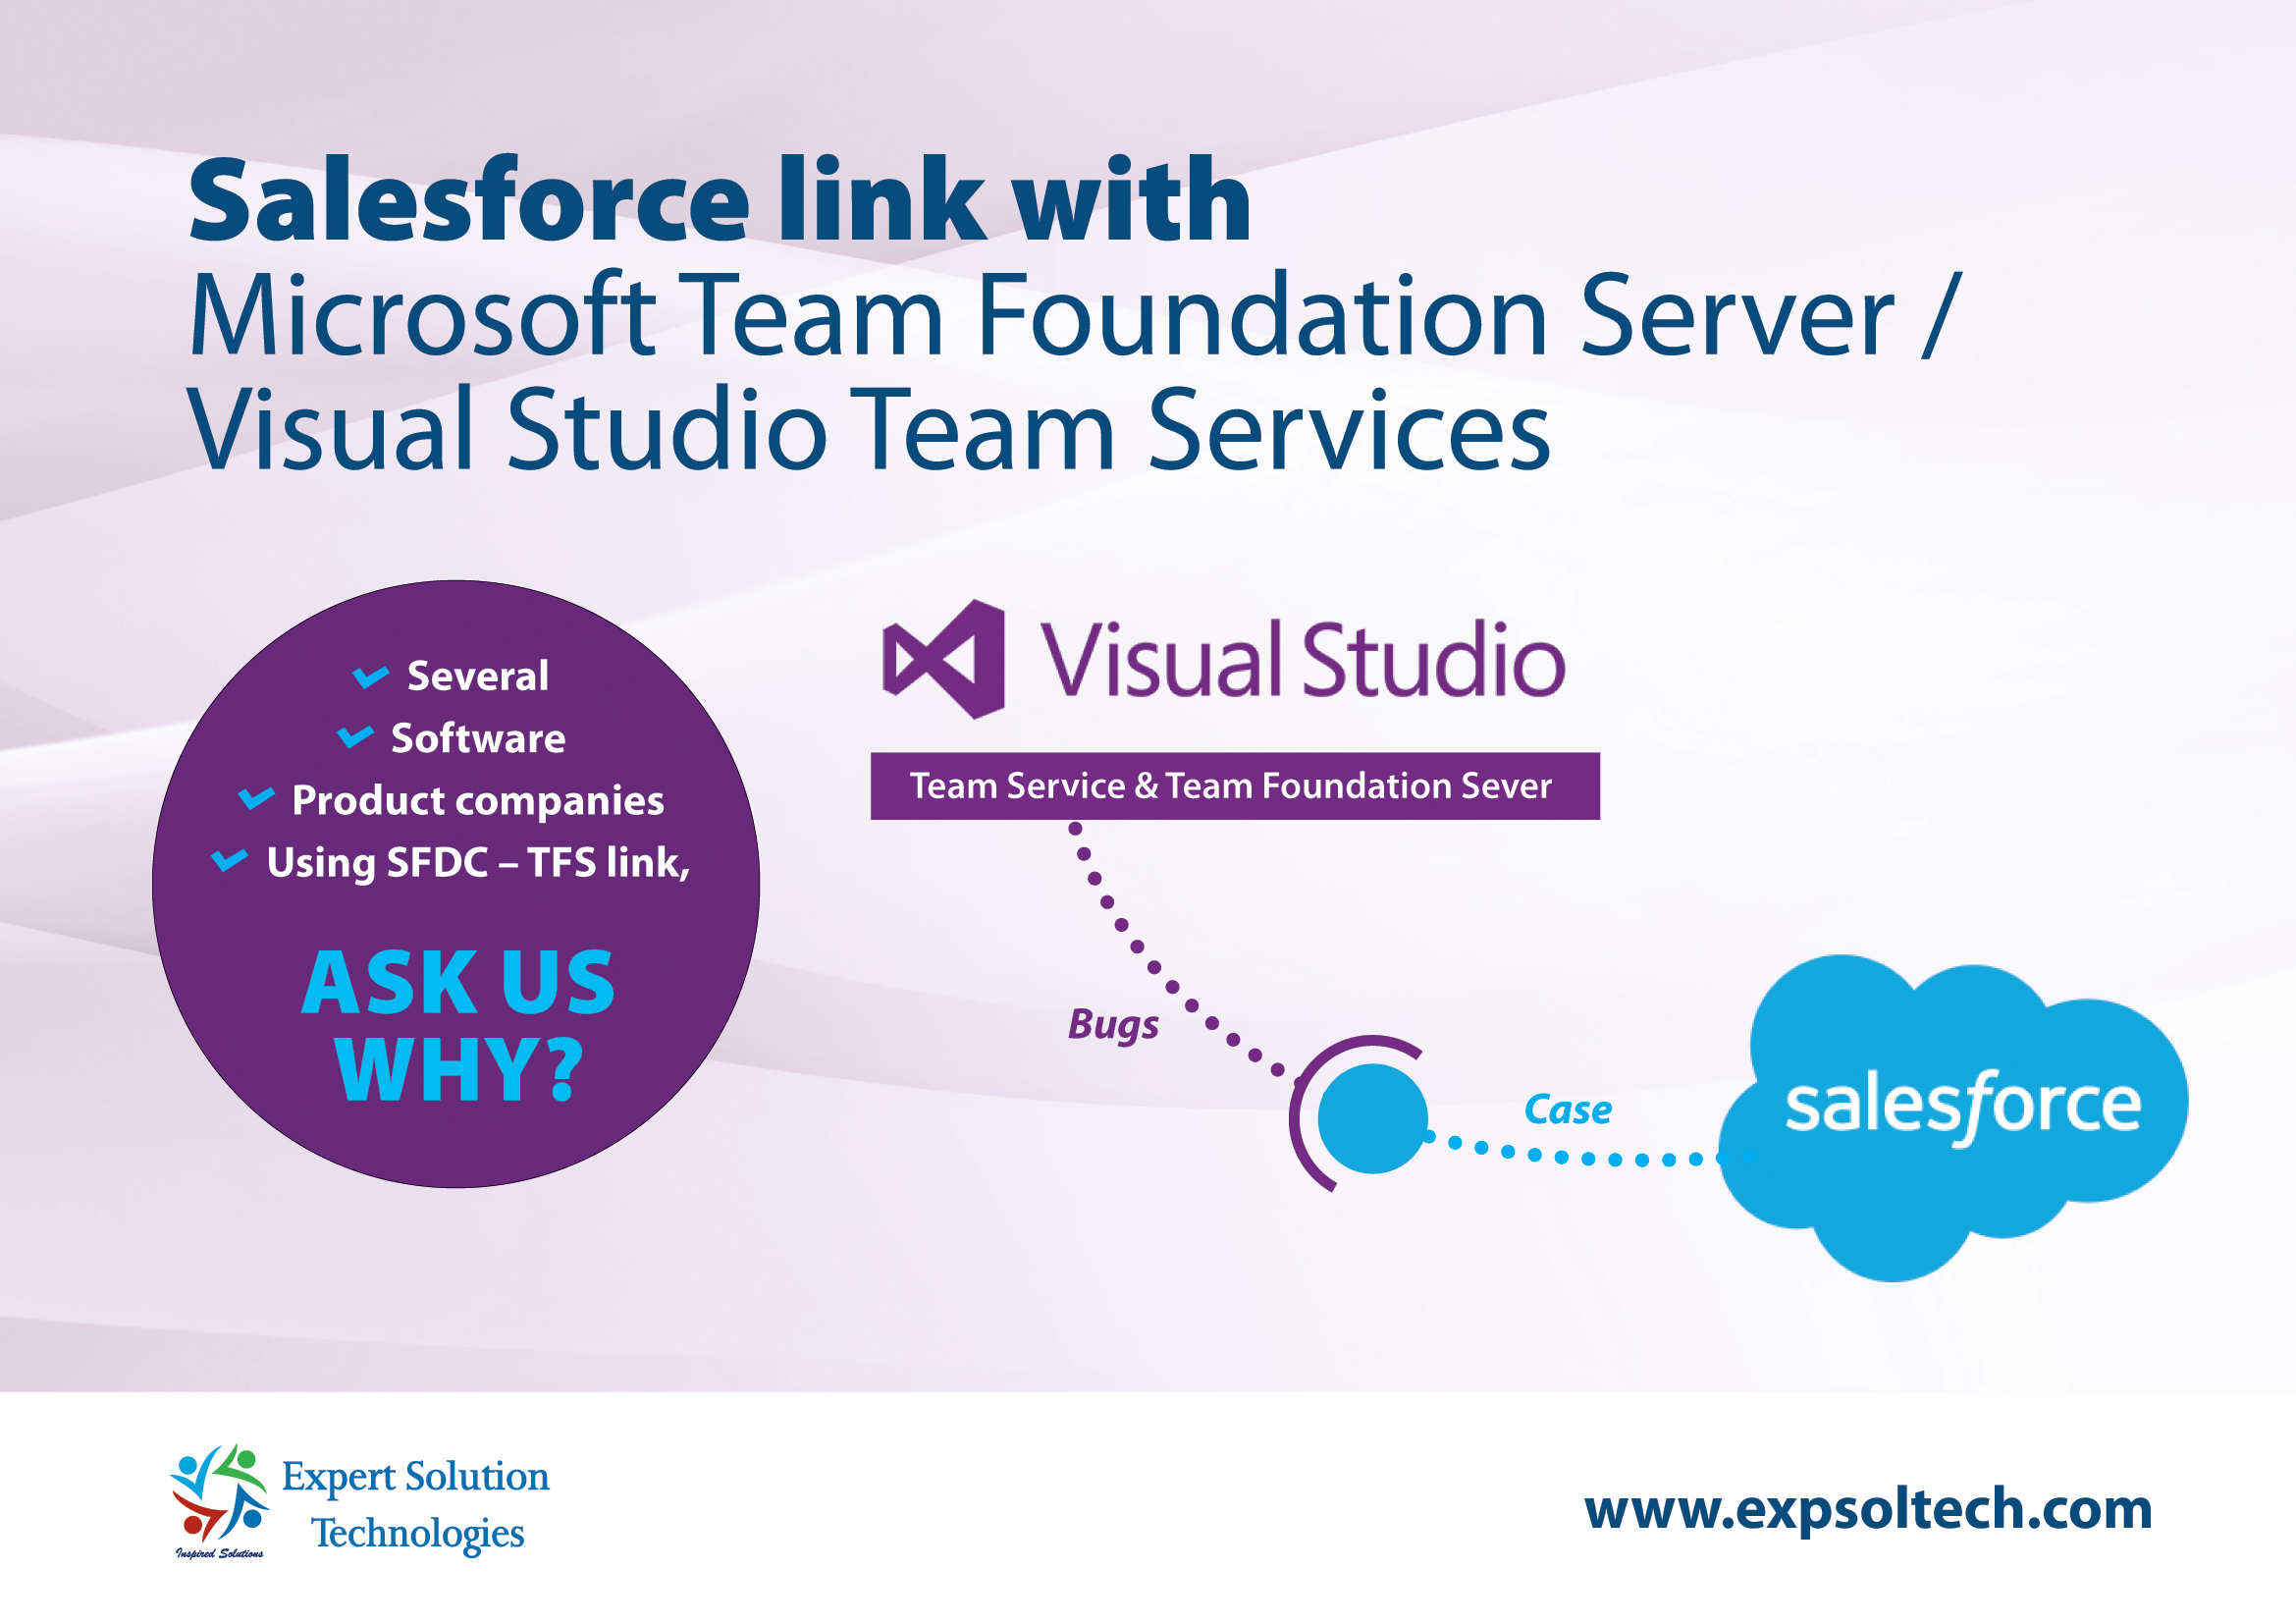 Salesforce link with
Microsoft Team Foundation Server /
Visual Studio Team Services
Several
Software
Product companies
Using SFDC – TFS link,
ASK US
WHY?
Visual Studio
Team Service & Team Foundation Sever
Bugs
Case
salesforce
Expert Solution
Technologies
Inspired Solutions
www.expsoltech.com